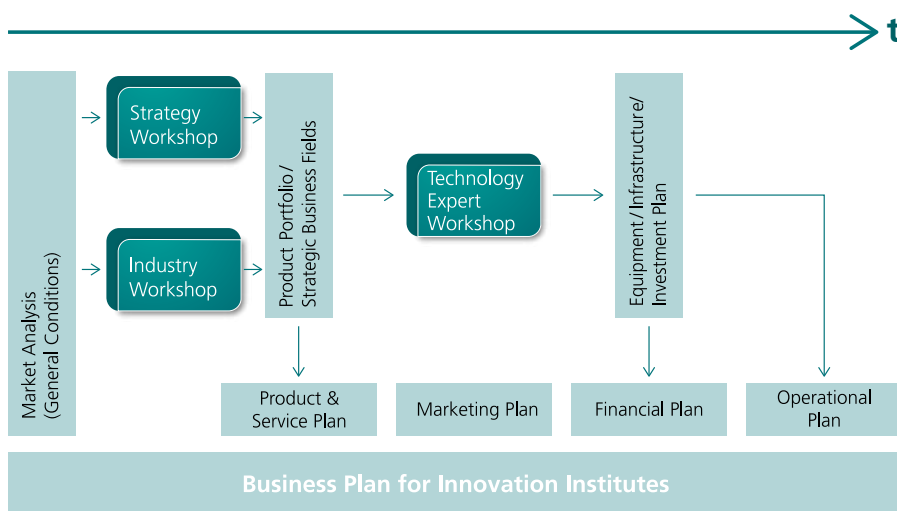 t
Market Analysis
(General Conditions)
Strategy
Workshop
Industry
Workshop
Product Portfolio/
Strategic Business Fields
Technology
Expert
Workshop
Equipment/Infrastructure/
Investment Plan
Product &
Service Plan
Marketing Plan
Financial Plan
Operational
Plan
Business Plan for Innovation Institutes